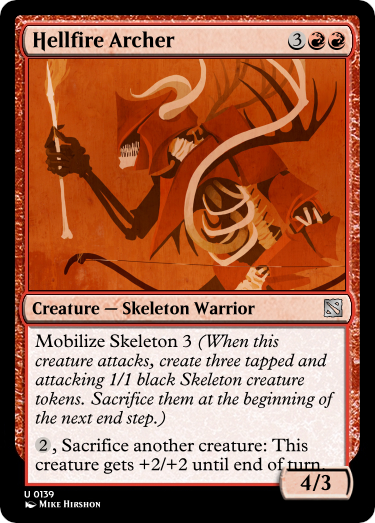 Hellfire Archer 3
Creature — Skeleton Warrior
Mobilize Skeleton 3 (When this
creature attacks, create three tapped and
attacking 1/1 black Skeleton creature
tokens. Sacrifice them at the beginning of
the next end step.)
2, Sacrifice another creature: This
creature gets +2/+2 until end of turn.
4/3
U 0139
Mike Hirshon